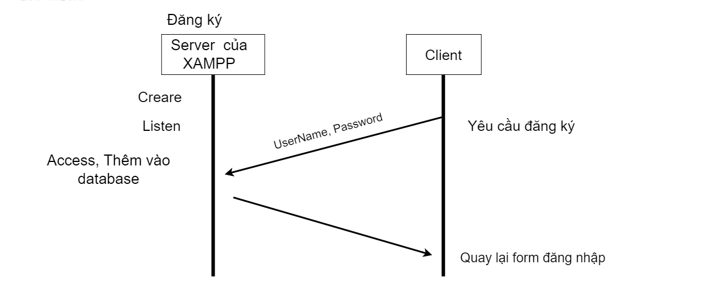 Đăng ký
Server của
XAMPP
Client
Creare
Listen
UserName, Password
Yêu cầu đăng ký
Access, Thêm vào
database
Quay lại form đăng nhập